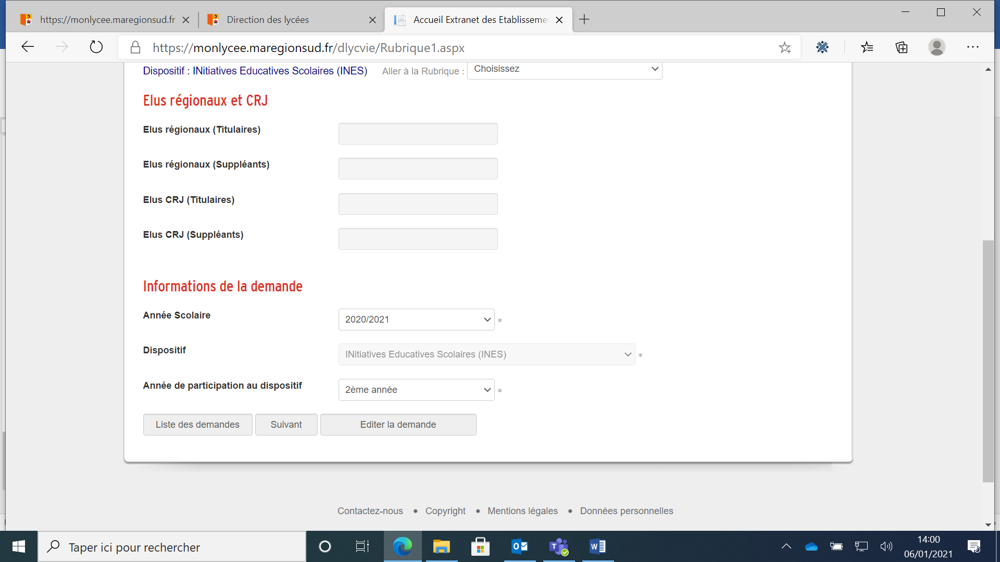 https://monlycee.maregionsud.fr
Direction des lycées
Accueil Extranet des Etablisseme
https://monlycee.maregionsud.fr/dlycvie/Rubrique1.aspx
Dispositif : INitiatives Educatives Scolaires (INES) Aller à la Rubrique : Choisissez
Elus régionaux et CRJ
Elus régionaux (Titulaires)
Elus régionaux (Suppléants)
Elus CRJ (Titulaires)
Elus CRJ (Suppléants)
Informations de la demande
Année Scolaire 2020/2021 *
Dispositif INitiatives Educatives Scolaires (INES) *
Année de participation au dispositif 2ème année *
Liste des demandes Suivant Editer la demande
Contactez-nous • Copyright • Mentions légales • Données personnelles
Taper ici pour rechercher
14:00
06/01/2021